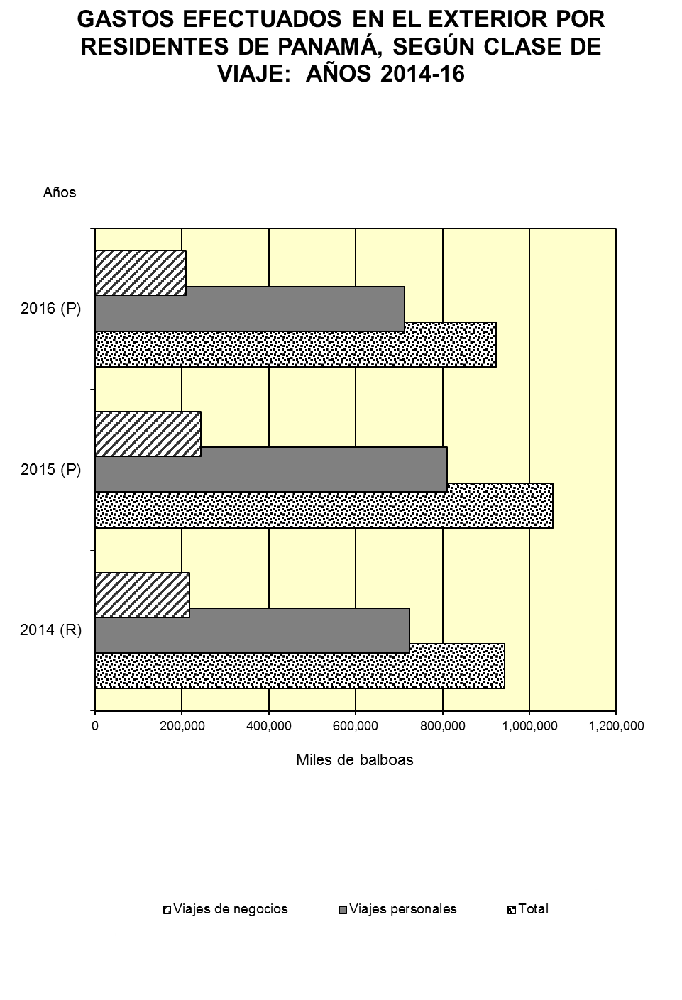 GASTOS EFECTUADOS EN EL EXTERIOR POR
RESIDENTES DE PANAMÁ, SEGÚN CLASE DE
VIAJE:  AÑOS 2014-16
Años
2016 (P)
2015 (P)
2014 (R)
0 200,000 400,000 600,000 800,000 1,000,000 1,200,000
Miles de balboas
Viajes de negocios Viajes personales Total